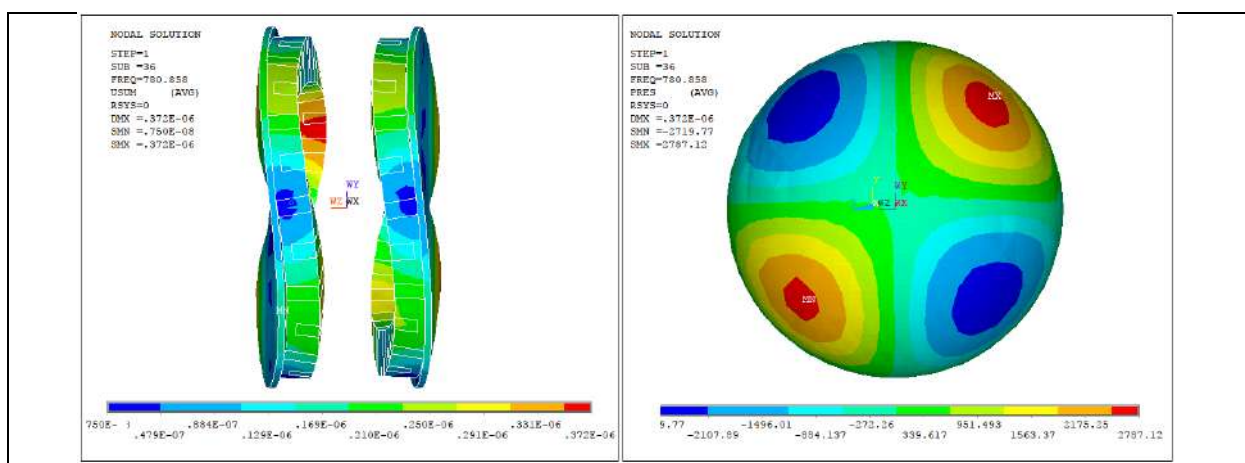 NODAL SOLUTION
STEP=1
SUB =36
FREQ=780.858
USUM (AVG)
RSYS=0
DMX =.372E-06
SMN =.750E-08
SMX =.372E-06
WY
WZ WX
MX
750E-
.479E-07
.884E-07
.129E-06
.169E-06
.210E-06
.250E-06
.291E-06
.331E-06
.372E-06
NODAL SOLUTION
STEP=1
SUB =36
FREQ=780.858
PRES (AVG)
RSYS=0
DMX =.372E-06
SMN =-2719.77
SMX =2787.12
MX
Y
WY
WZ WX
MN
9.77
-2107.89
-1496.01
-884.137
-272.26
339.617
951.493
1563.37
2175.25
2787.12